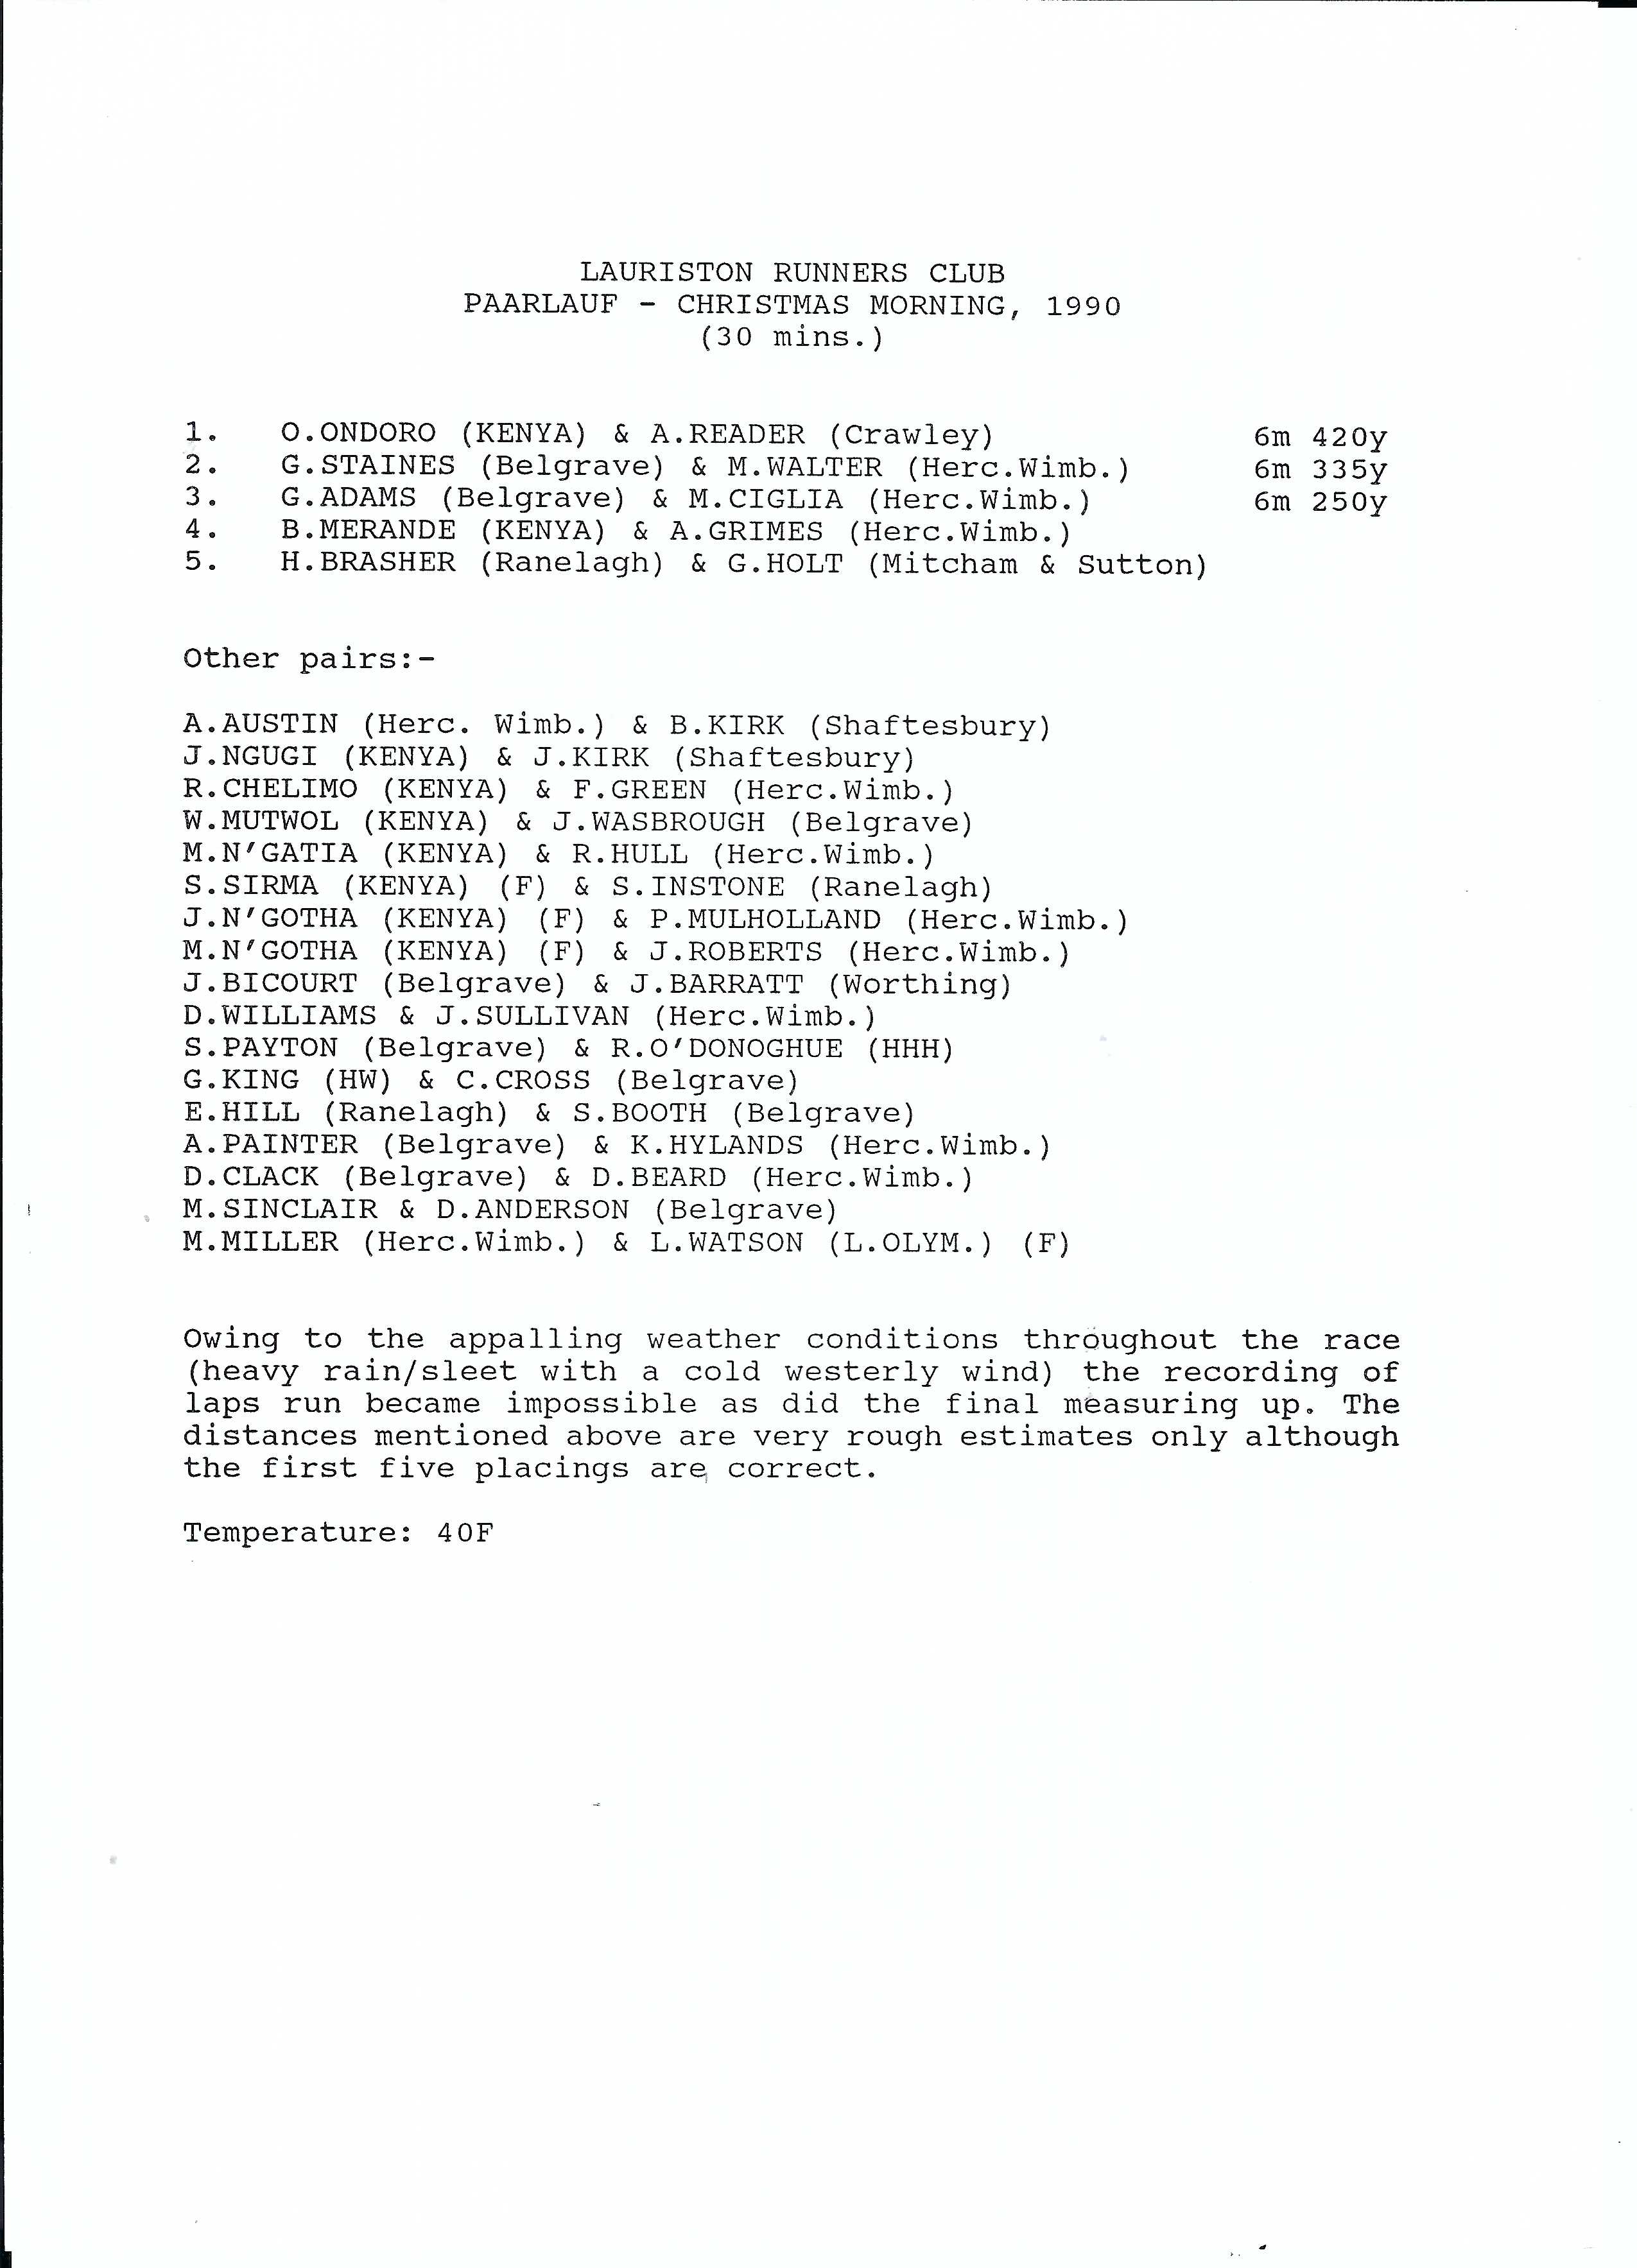 LAURISTON RUNNERS CLUB
PAARLAUF - CHRISTMAS MORNING, 1990
(30 mins.)
1. O.ONDORO (KENYA) & A.READER (Crawley) 6m 420y
2. G.STAINES (Belgrave) & M.WALTER (Herc.Wimb.) 6m 335y
3. G.ADAMS (Belgrave) & M.CIGLIA (Herc.Wimb.) 6m 250y
4. B.MERANDE (KENYA) & A.GRIMES (Herc.Wimb.)
5. H.BRASHER (Ranelagh) & G.HOLT (Mitcham & Sutton)
Other pairs:-
A.AUSTIN (Herc. Wimb.) & B.KIRK (Shaftesbury)
J.NGUGI (KENYA) & J.KIRK (Shaftesbury)
R.CHELIMO (KENYA) & F.GREEN (Herc.Wimb.)
W.MUTWOL (KENYA) & J.WASBROUGH (Belgrave)
M.N'GATIA (KENYA) & R.HULL (Herc.Wimb.)
S.SIRMA (KENYA) (F) & S.INSTONE (Ranelagh)
J.N'GOTHA (KENYA) (F) & P.MULHOLLAND (Herc.Wimb.)
M.N'GOTHA (KENYA) (F) & J.ROBERTS (Herc.Wimb.)
J.BICOURT (Belgrave) & J.BARRATT (Worthing)
D.WILLIAMS & J.SULLIVAN (Herc.Wimb.)
S.PAYTON (Belgrave) & R.O'DONOGHUE (HHH)
G.KING (HW) & C.CROSS (Belgrave)
E.HILL (Ranelagh) & S.BOOTH (Belgrave)
A.PAINTER (Belgrave) & K.HYLANDS (Herc.Wimb.)
D.CLACK (Belgrave) & D.BEARD (Herc.Wimb.)
M.SINCLAIR & D.ANDERSON (Belgrave)
M.MILLER (Herc.Wimb.) & L.WATSON (L.OLYM.) (F)
Owing to the appalling weather conditions throughout the race
(heavy rain/sleet with a cold westerly wind) the recording of
laps run became impossible as did the final measuring up. The
distances mentioned above are very rough estimates only although
the first five placings are correct.
Temperature: 40F